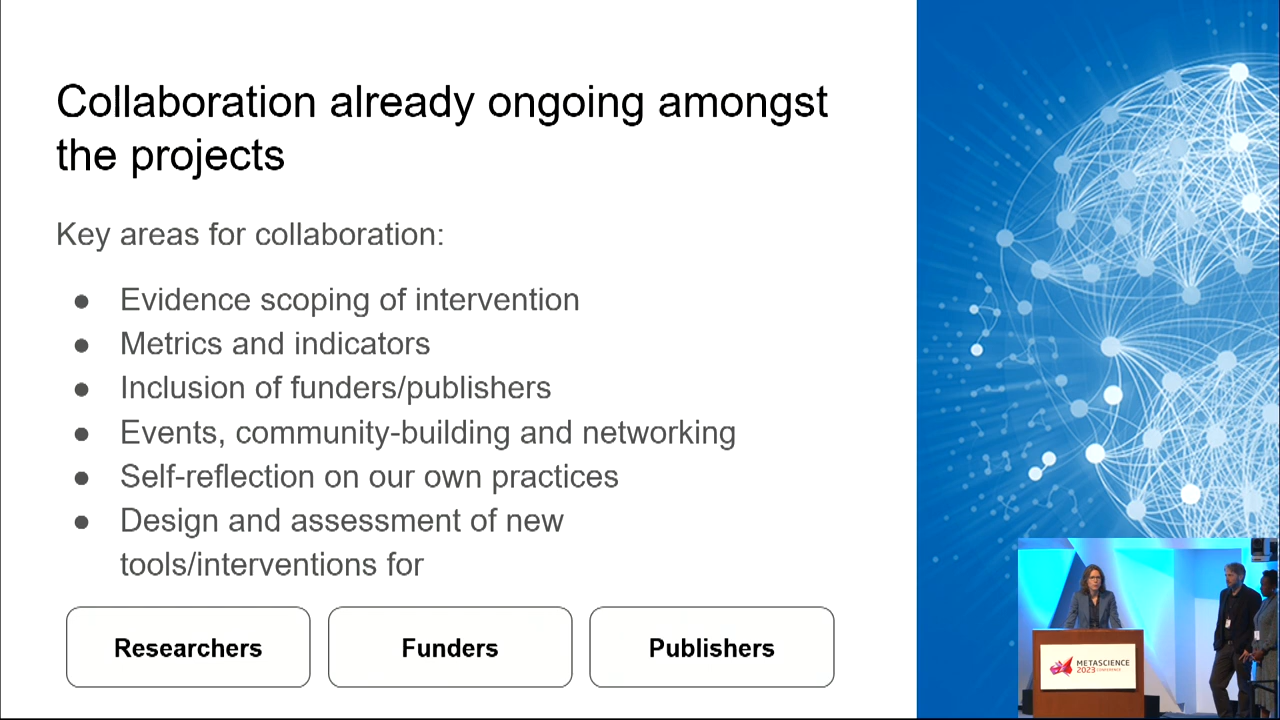 Collaboration already ongoing amongst
the projects
Key areas for collaboration:
● Evidence scoping of intervention
● Metrics and indicators
● Inclusion of funders/publishers
● Events, community-building and networking
● Self-reflection on our own practices
● Design and assessment of new
tools/interventions for
Researchers
Funders
Publishers
METASCIENCE
2023 CONFERENCE